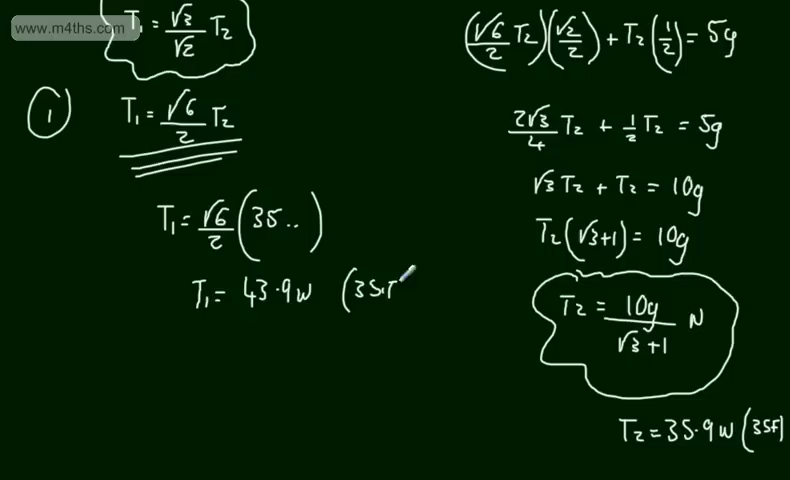 www.m4ths.com
T₁ = √3/√2 T₂
① T₁ = √6/2 T₂
T₁ = √6/2 (35..)
T₁ = 43.9N (3S.F
(√6/2 T₂)(√2/2) + T₂(1/2) = 5g
2√3/4 T₂ + 1/2 T₂ = 5g
√3 T₂ + T₂ = 10g
T₂(√3+1) = 10g
T₂ = 10g/√3+1 N
T₂ = 35.9N (3SF)